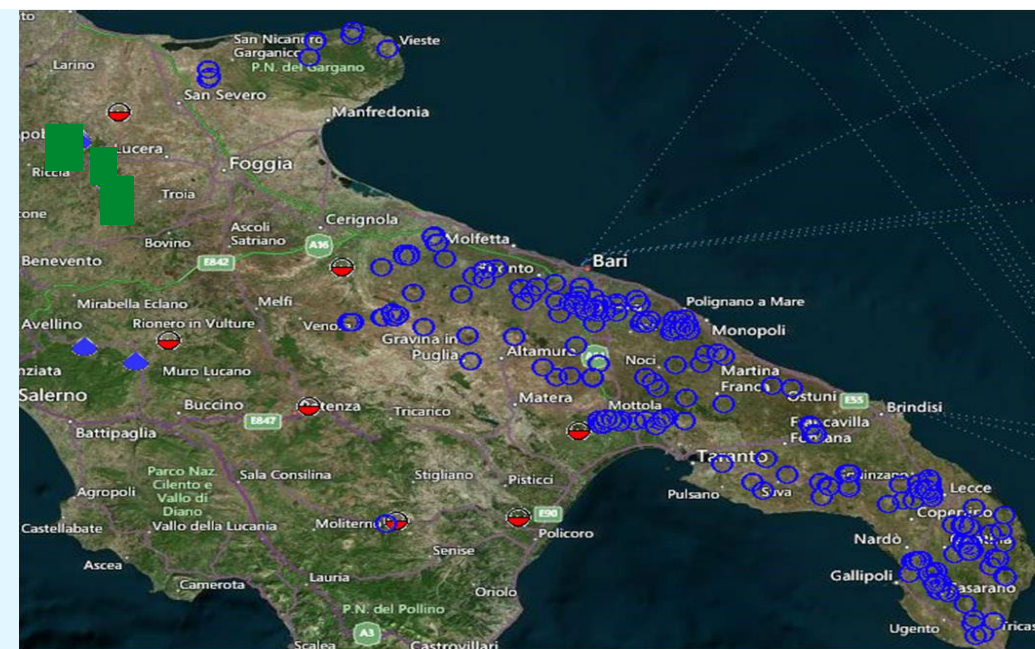 San Nicandro
Garganico
Vieste
P.N. del Gargano
Larino
San Severo
Manfredonia
Lucera
Riccia
Foggia
Troia
Cerignola
Ascoli
Satriano
Bovino
A16
Molfetta
Bari
Benevento
E842
Mirabella Eclano
Melfi
Polignano a Mare
Avellino
Rionero in Vulture
Monopoli
Gravina in
Puglia
Altamura
Noci
Muro Lucano
Martina
Franca
Salerno
Buccino
E847
Tricarico
Matera
Mottola
Ostuni
E55
Brindisi
Battipaglia
Francavilla
Fontana
Taranto
Parco Naz.
Cilento e
Vallo di
Diano
Sala Consilina
Stigliano
Pisticci
Agropoli
Pulsano
Lecce
Castellabate
Vallo della Lucania
Moliterno
E90
Policoro
Copertino
Ascea
Senise
Nardò
Camerota
Lauria
Oriolo
Gallipoli
Casarano
P.N. del Pollino
A3
Ugento
Scalea
Castrovillari